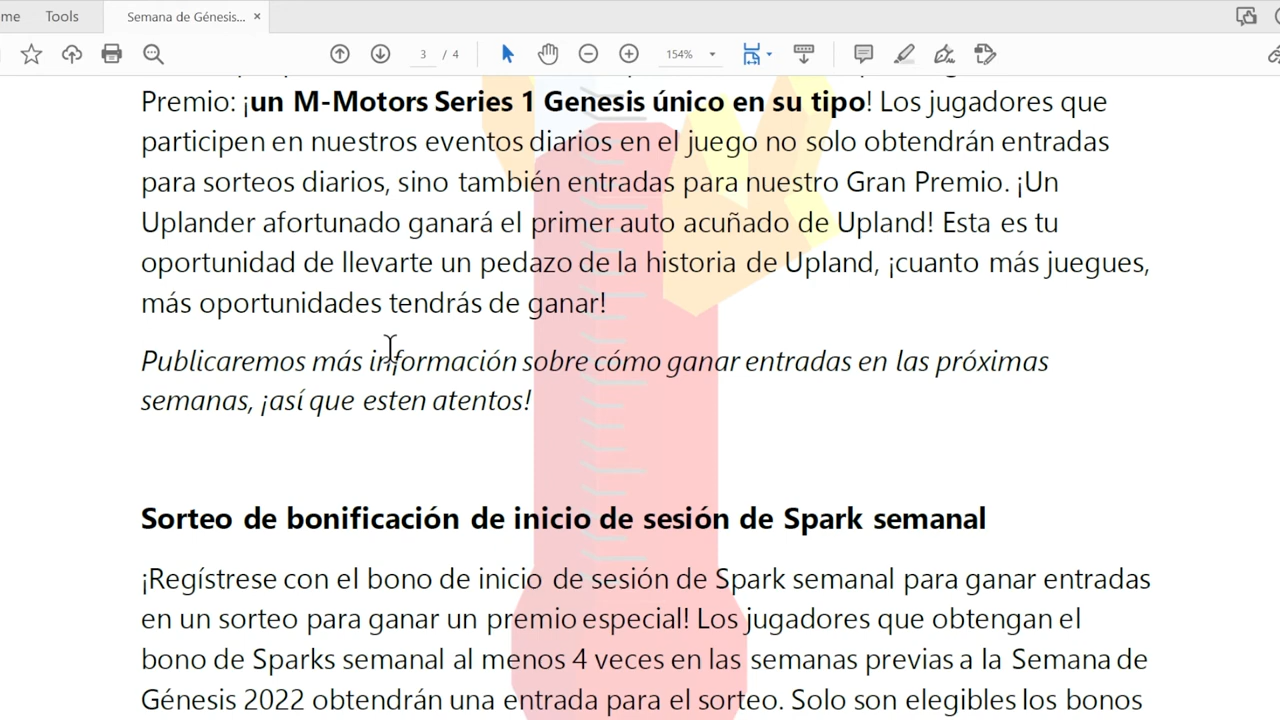 me Tools Semana de Génesis... ×
3 / 4 154%
Premio: ¡un M-Motors Series 1 Genesis único en su tipo! Los jugadores que
participen en nuestros eventos diarios en el juego no solo obtendrán entradas
para sorteos diarios, sino también entradas para nuestro Gran Premio. ¡Un
Uplander afortunado ganará el primer auto acuñado de Upland! Esta es tu
oportunidad de llevarte un pedazo de la historia de Upland, ¡cuanto más juegues,
más oportunidades tendrás de ganar!
Publicaremos más información sobre cómo ganar entradas en las próximas
semanas, ¡así que esten atentos!
Sorteo de bonificación de inicio de sesión de Spark semanal
¡Regístrese con el bono de inicio de sesión de Spark semanal para ganar entradas
en un sorteo para ganar un premio especial! Los jugadores que obtengan el
bono de Sparks semanal al menos 4 veces en las semanas previas a la Semana de
Génesis 2022 obtendrán una entrada para el sorteo. Solo son elegibles los bonos